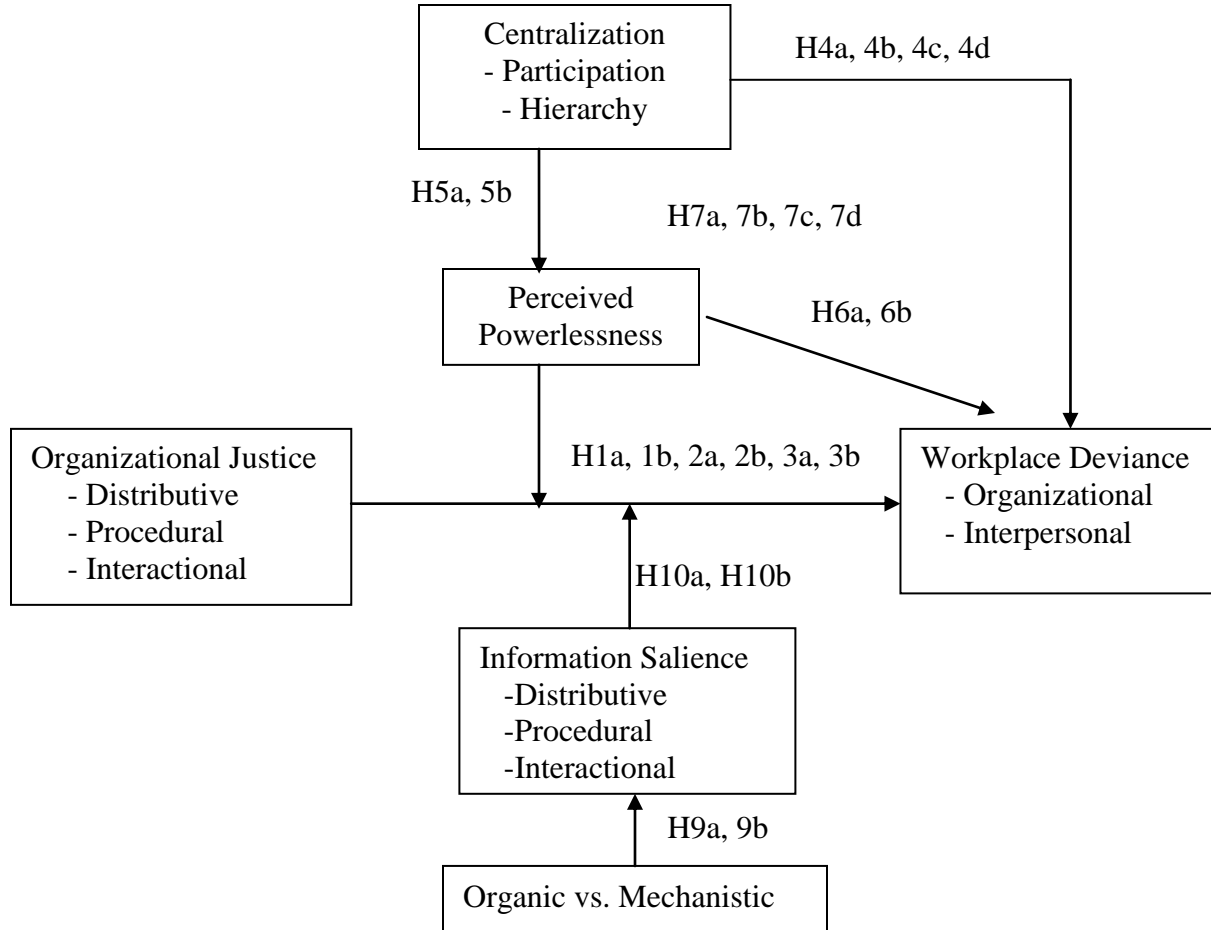 Centralization
- Participation
- Hierarchy
H4a, 4b, 4c, 4d
H5a, 5b
H7a, 7b, 7c, 7d
Perceived
Powerlessness
H6a, 6b
Organizational Justice
- Distributive
- Procedural
- Interactional
H1a, 1b, 2a, 2b, 3a, 3b
Workplace Deviance
- Organizational
- Interpersonal
H10a, H10b
Information Salience
-Distributive
-Procedural
-Interactional
H9a, 9b
Organic vs. Mechanistic